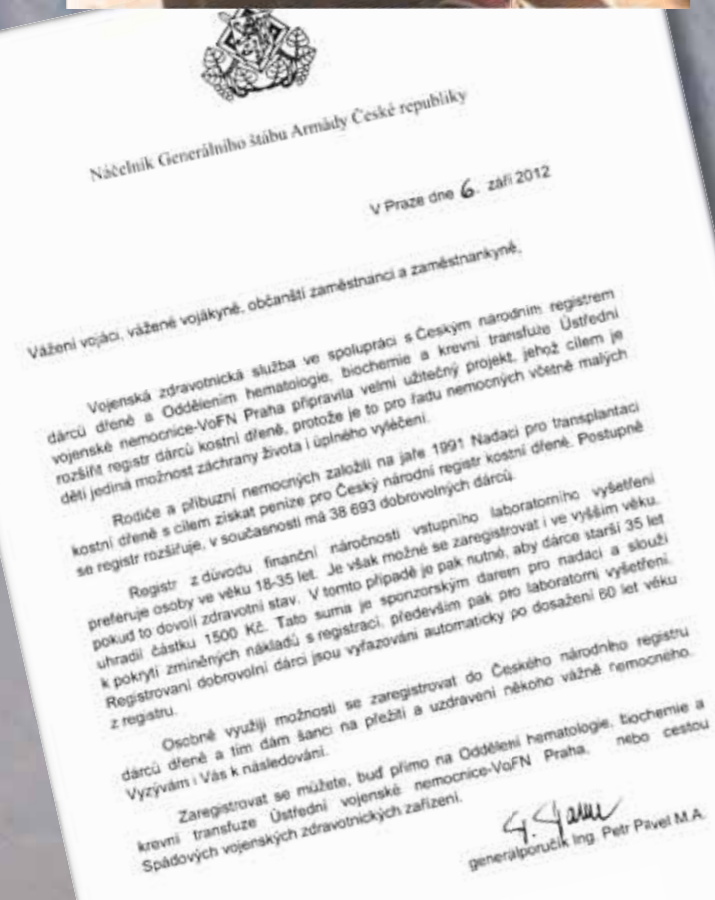 Náčelník Generálního štábu Armády České republiky
V Praze dne 6. září 2012
Vážení vojáci, vážené vojákyně, občanští zaměstnanci a zaměstnankyně,
Vojenská zdravotnická služba ve spolupráci s Českým národním registrem
dárců dřeně a Oddělením hematologie, biochemie a krevní transfuze Ústřední
vojenské nemocnice-VoFN Praha připravila velmi užitečný projekt, jehož cílem je
rozšířit registr dárců kostní dřeně, protože je to pro řadu nemocných včetně malých
dětí jediná možnost záchrany života i úplného vyléčení.
Rodiče a příbuzní nemocných založili na jaře 1991 Nadaci pro transplantaci
kostní dřeně s cílem získat peníze pro Český národní registr kostní dřeně. Postupně
se registr rozšiřuje, v současnosti má 38 693 dobrovolných dárců.
Registr z důvodu finanční náročnosti vstupního laboratorního vyšetření
preferuje osoby ve věku 18-35 let. Je však možné se zaregistrovat i ve vyšším věku,
pokud to dovolí zdravotní stav. V tomto případě je pak nutné, aby dárce starší 35 let
uhradil částku 1500 Kč. Tato suma je sponzorským darem pro nadaci a slouží
k pokrytí zmíněných nákladů s registrací, především pak pro laboratorní vyšetření.
Registrovaní dobrovolní dárci jsou vyřazováni automaticky po dosažení 60 let věku
z registru.
Osobně využiji možnosti se zaregistrovat do Českého národního registru
dárců dřeně a tím dám šanci na přežití a uzdravení někoho vážně nemocného.
Vyzývám i Vás k následování.
Zaregistrovat se můžete, buď přímo na Oddělení hematologie, biochemie a
krevní transfuze Ústřední vojenské nemocnice-VoFN Praha, nebo cestou
Spádových vojenských zdravotnických zařízení.
generálporučík Ing. Petr Pavel M.A.